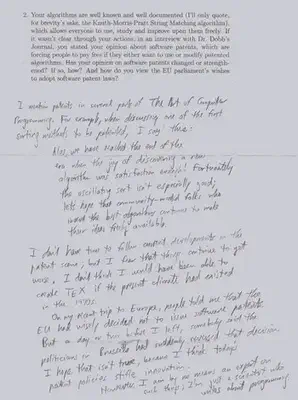 2. Your algorithms are well known and well documented (I'll only quote,
for brevity's sake, the Knuth-Morris-Pratt String Matching algorithm),
which allows everyone to use, study and improve upon them freely. If
it wasn't clear through your actions, in an interview with Dr. Dobb's
Journal, you stated your opinion about software patents, which are
forcing people to pay fees if they either want to use or modify patented
algorithms. Has your opinion on software patents changed or strength-
ened? If so, how? And how do you view the EU parliament's wishes
to adopt software patent laws?
I mention patents in several parts of The Art of Computer
Programming. For example, when discussing one of the first
sorting methods to be patented, I say this:
Alas, we have reached the end of the
era when the joy of discovering a new
algorithm was satisfaction enough! Fortunately
the oscillating sort isn't especially good;
let's hope that community-minded folks who
invent the best algorithms continue to make
their ideas freely available.
I don't have time to follow current developments in the
patent scene, but I fear that things continue to get
worse. I don't think I would have been able to
create TEX if the present climate had existed
in the 1970s.
On my recent trip to Europe, people told me that the
EU had wisely decided not to issue software patents.
But a day or two before I left, somebody said the
politicians in Brussels had suddenly reversed that decision.
I hope that isn't true, because I think today's
patent policies stifle innovation.
However, I am by no means an expert on
such things; I'm just a scientist who
writes about programming